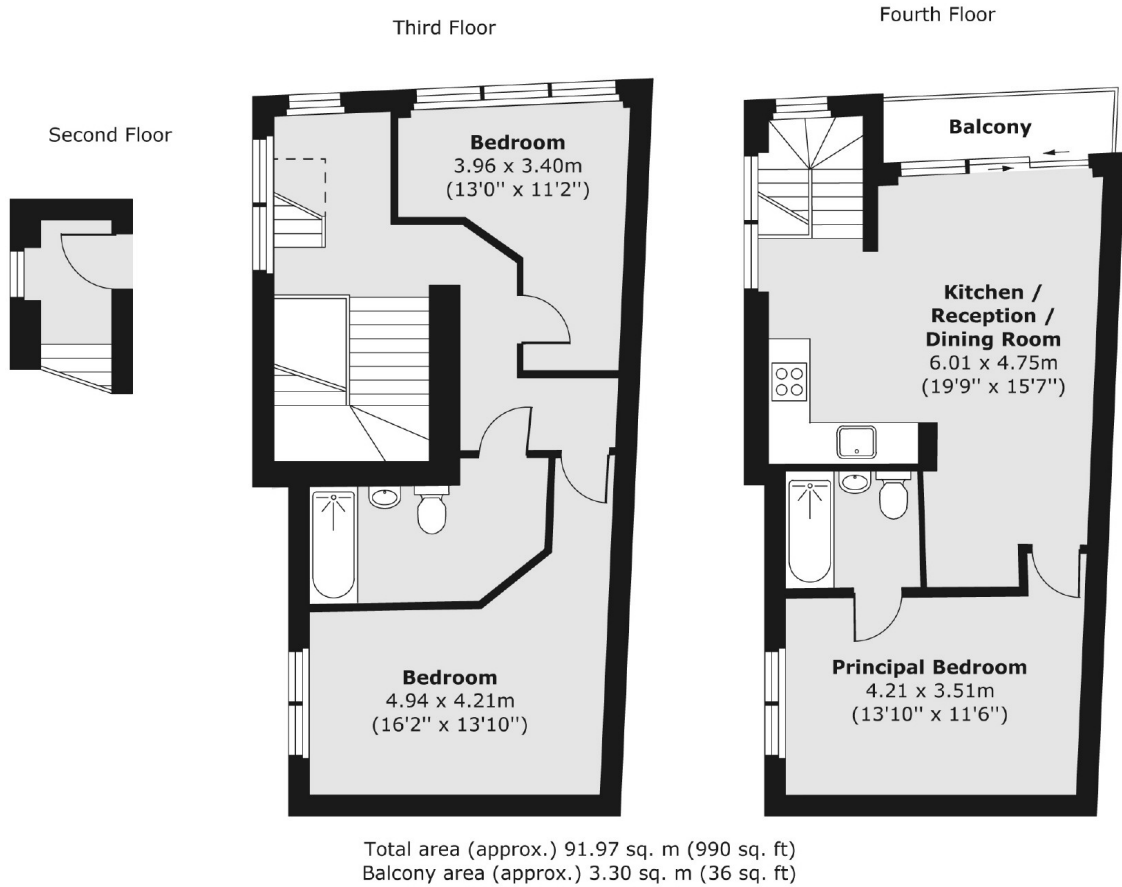 Second Floor
Third Floor
Bedroom
3.96 x 3.40m
(13'0" x 11'2")
Bedroom
4.94 x 4.21m
(16'2" x 13'10")
Fourth Floor
Balcony
Kitchen /
Reception /
Dining Room
6.01 x 4.75m
(19'9" x 15'7")
Principal Bedroom
4.21 x 3.51m
(13'10" x 11'6")
Total area (approx.) 91.97 sq. m (990 sq. ft)
Balcony area (approx.) 3.30 sq. m (36 sq. ft)